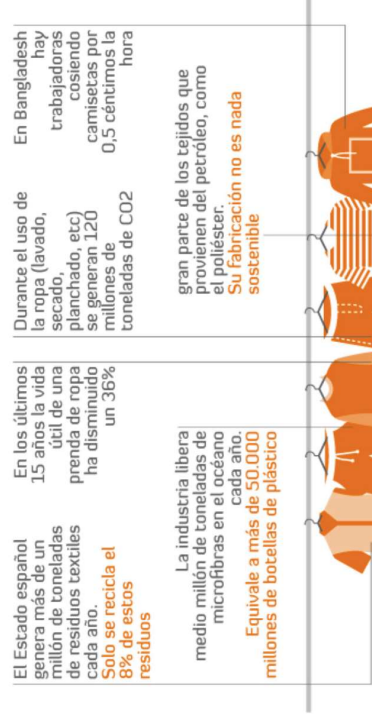 El Estado español
genera más de un
millón de toneladas
de residuos textiles
cada año.
Solo se recicla el
8% de estos
residuos
En los últimos
15 años la vida
útil de una
prenda de ropa
ha disminuido
un 36%
Durante el uso de
la ropa (lavado,
secado,
planchado, etc)
se generan 120
millones de
toneladas de CO2
En Bangladesh
hay
trabajadoras
cosiendo
camisetas por
0,5 céntimos la
hora
La industria libera
medio millón de toneladas de
microfibras en el océano
cada año.
Equivale a más de 50.000
millones de botellas de plástico
gran parte de los tejidos que
provienen del petróleo, como
el poliéster.
Su fabricación no es nada
sostenible